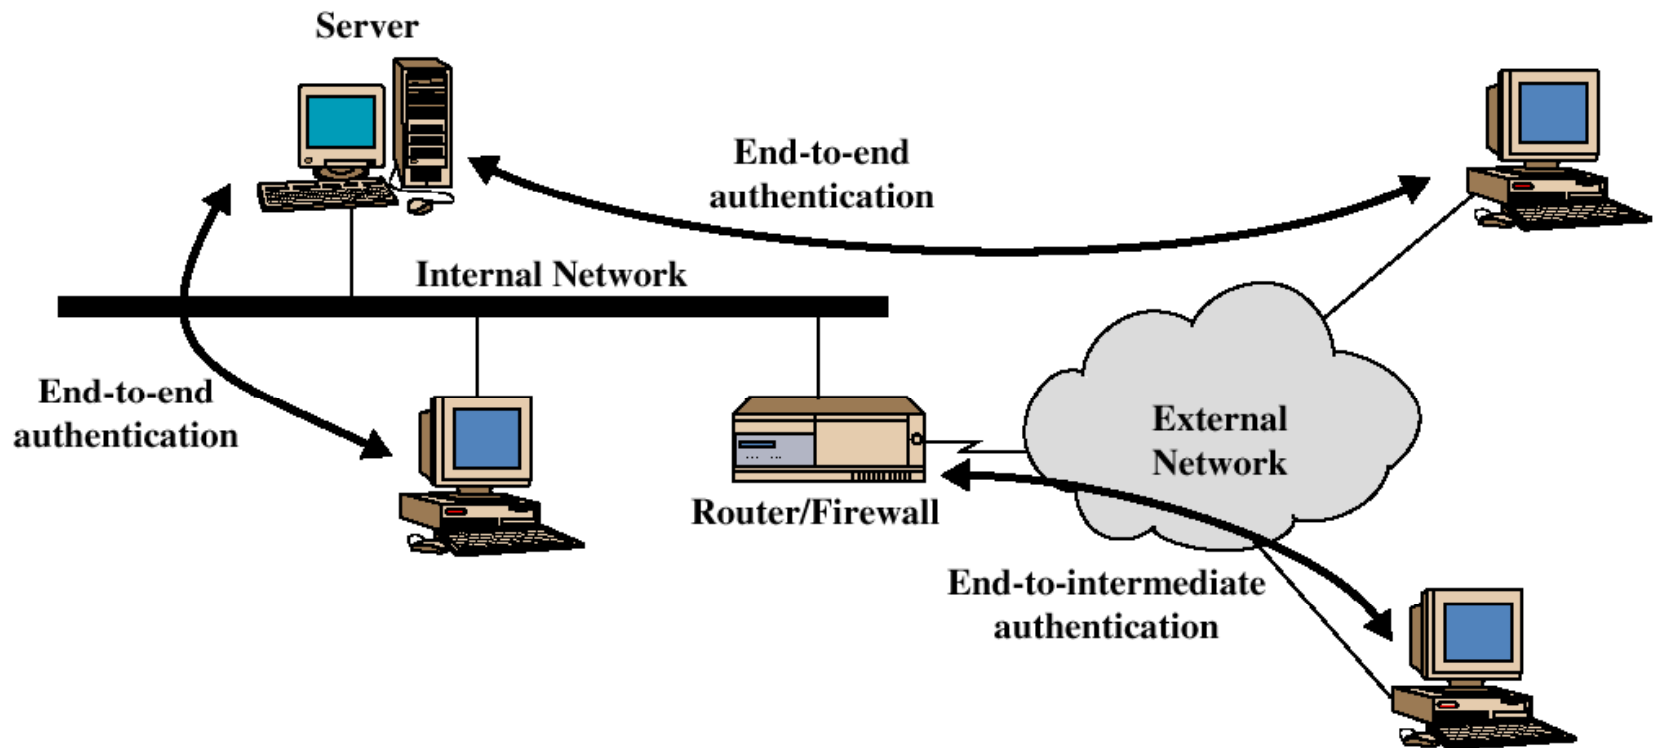 Server
End-to-end
authentication
Internal Network
End-to-end
authentication
External
Network
Router/Firewall
End-to-intermediate
authentication